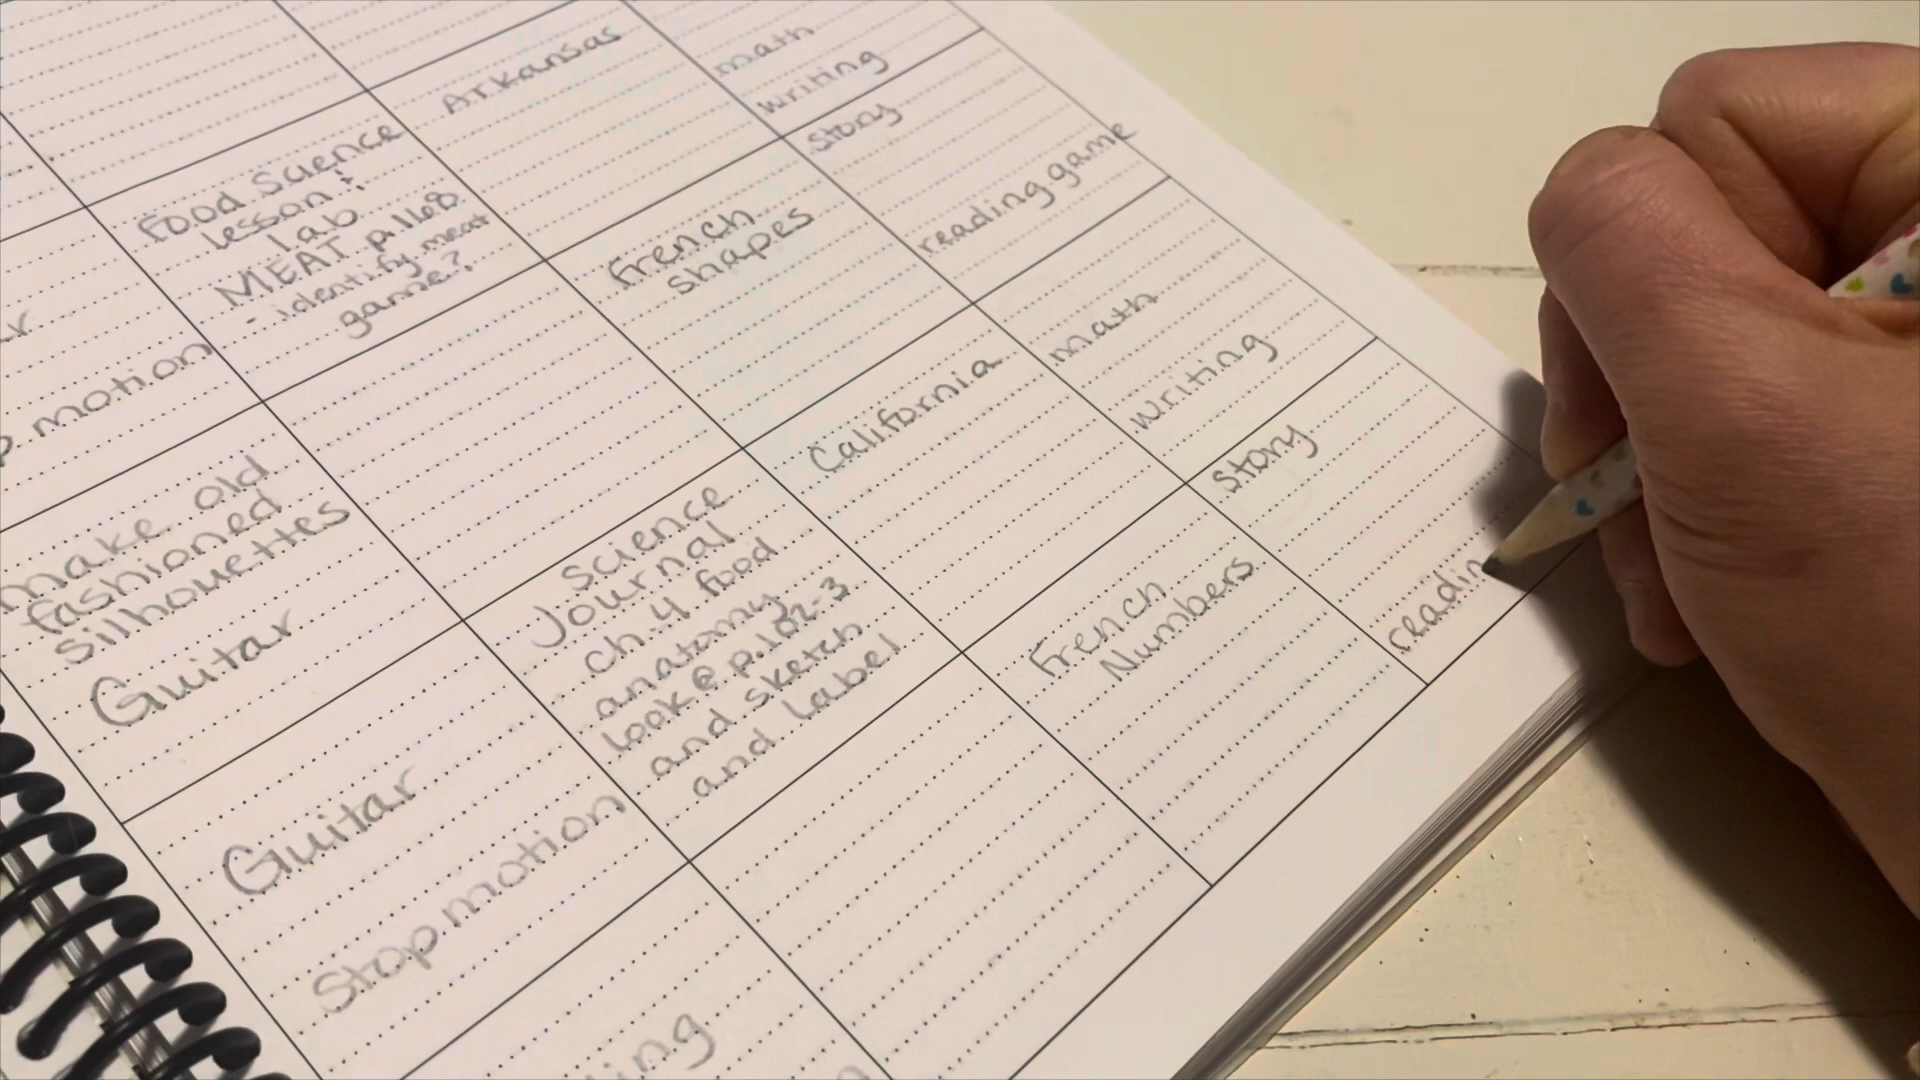 Arkansas
math
writing
Food Science
lesson :
lab
MEAT p.168
- identify meat
game?
French
shapes
story
reading game
motion
make old
fashioned
silhouettes
Guitar
Science
Journal
ch. 4 food
anatomy
look @ p.182-3
and sketch
and label
California
math
writing
Guitar
Stop motion
French
Numbers
story
readin